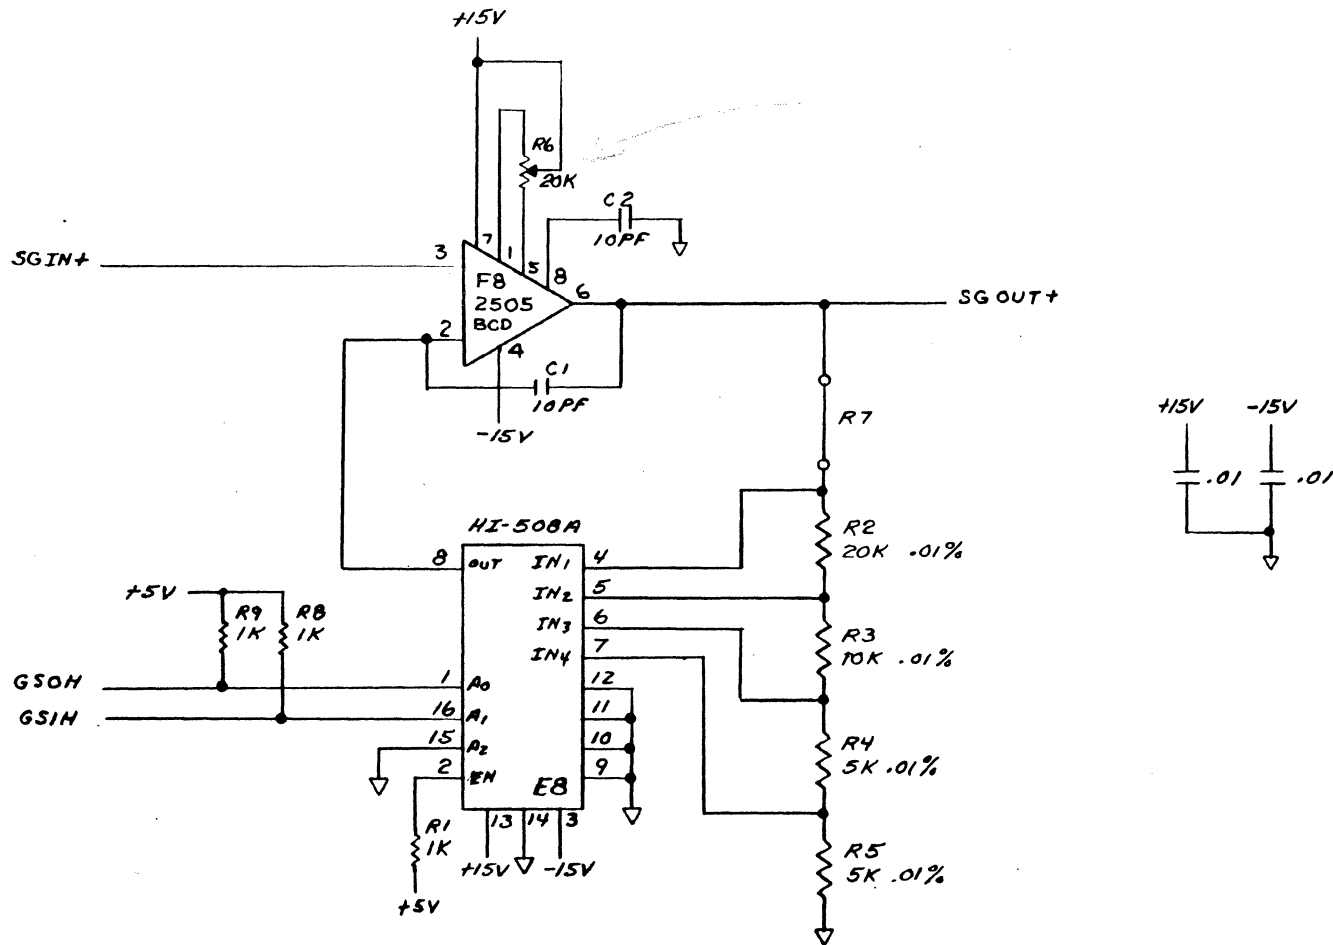 +15V
R6
20K
C2
10PF
SGIN+
3
7
1
5
8
6
F8
2505
BCD
SGOUT+
2
4
C1
10PF
-15V
R7
+15V
-15V
.01
.01
HI-508A
8
OUT
IN1
4
R2
20K .01%
IN2
5
+5V
R9
1K
R8
1K
IN3
6
R3
10K .01%
IN4
7
GS0H
1
A0
12
GS1H
16
A1
11
15
A2
10
R4
5K .01%
2
EN
9
E8
R1
1K
13
14
3
+15V
-15V
R5
5K .01%
+5V